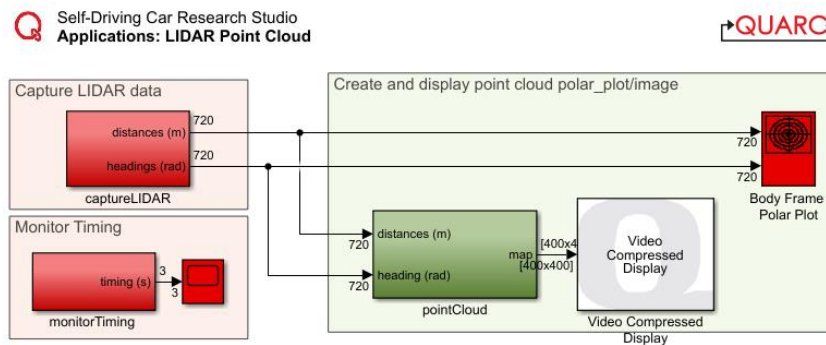 Self-Driving Car Research Studio
Applications: LIDAR Point Cloud
QUARC
Capture LIDAR data
distances (m)
720
headings (rad)
720
captureLIDAR
Monitor Timing
timing (s)
3
3
monitorTiming
Create and display point cloud polar_plot/image
720
720
Body Frame
Polar Plot
distances (m)
720
heading (rad)
720
map
[400x4
[400x400]
pointCloud
Video
Compressed
Display
Video Compressed
Display